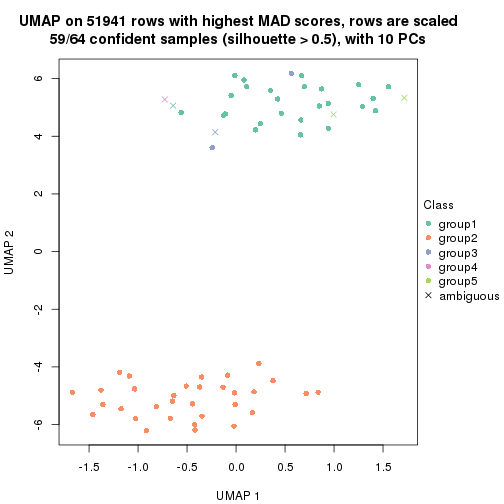 UMAP on 51941 rows with highest MAD scores, rows are scaled
59/64 confident samples (silhouette > 0.5), with 10 PCs
6
4
2
0
-2
-4
-6
UMAP 2
-1.5
-1.0
-0.5
0.0
0.5
1.0
1.5
UMAP 1
Class
group1
group2
group3
group4
group5
ambiguous